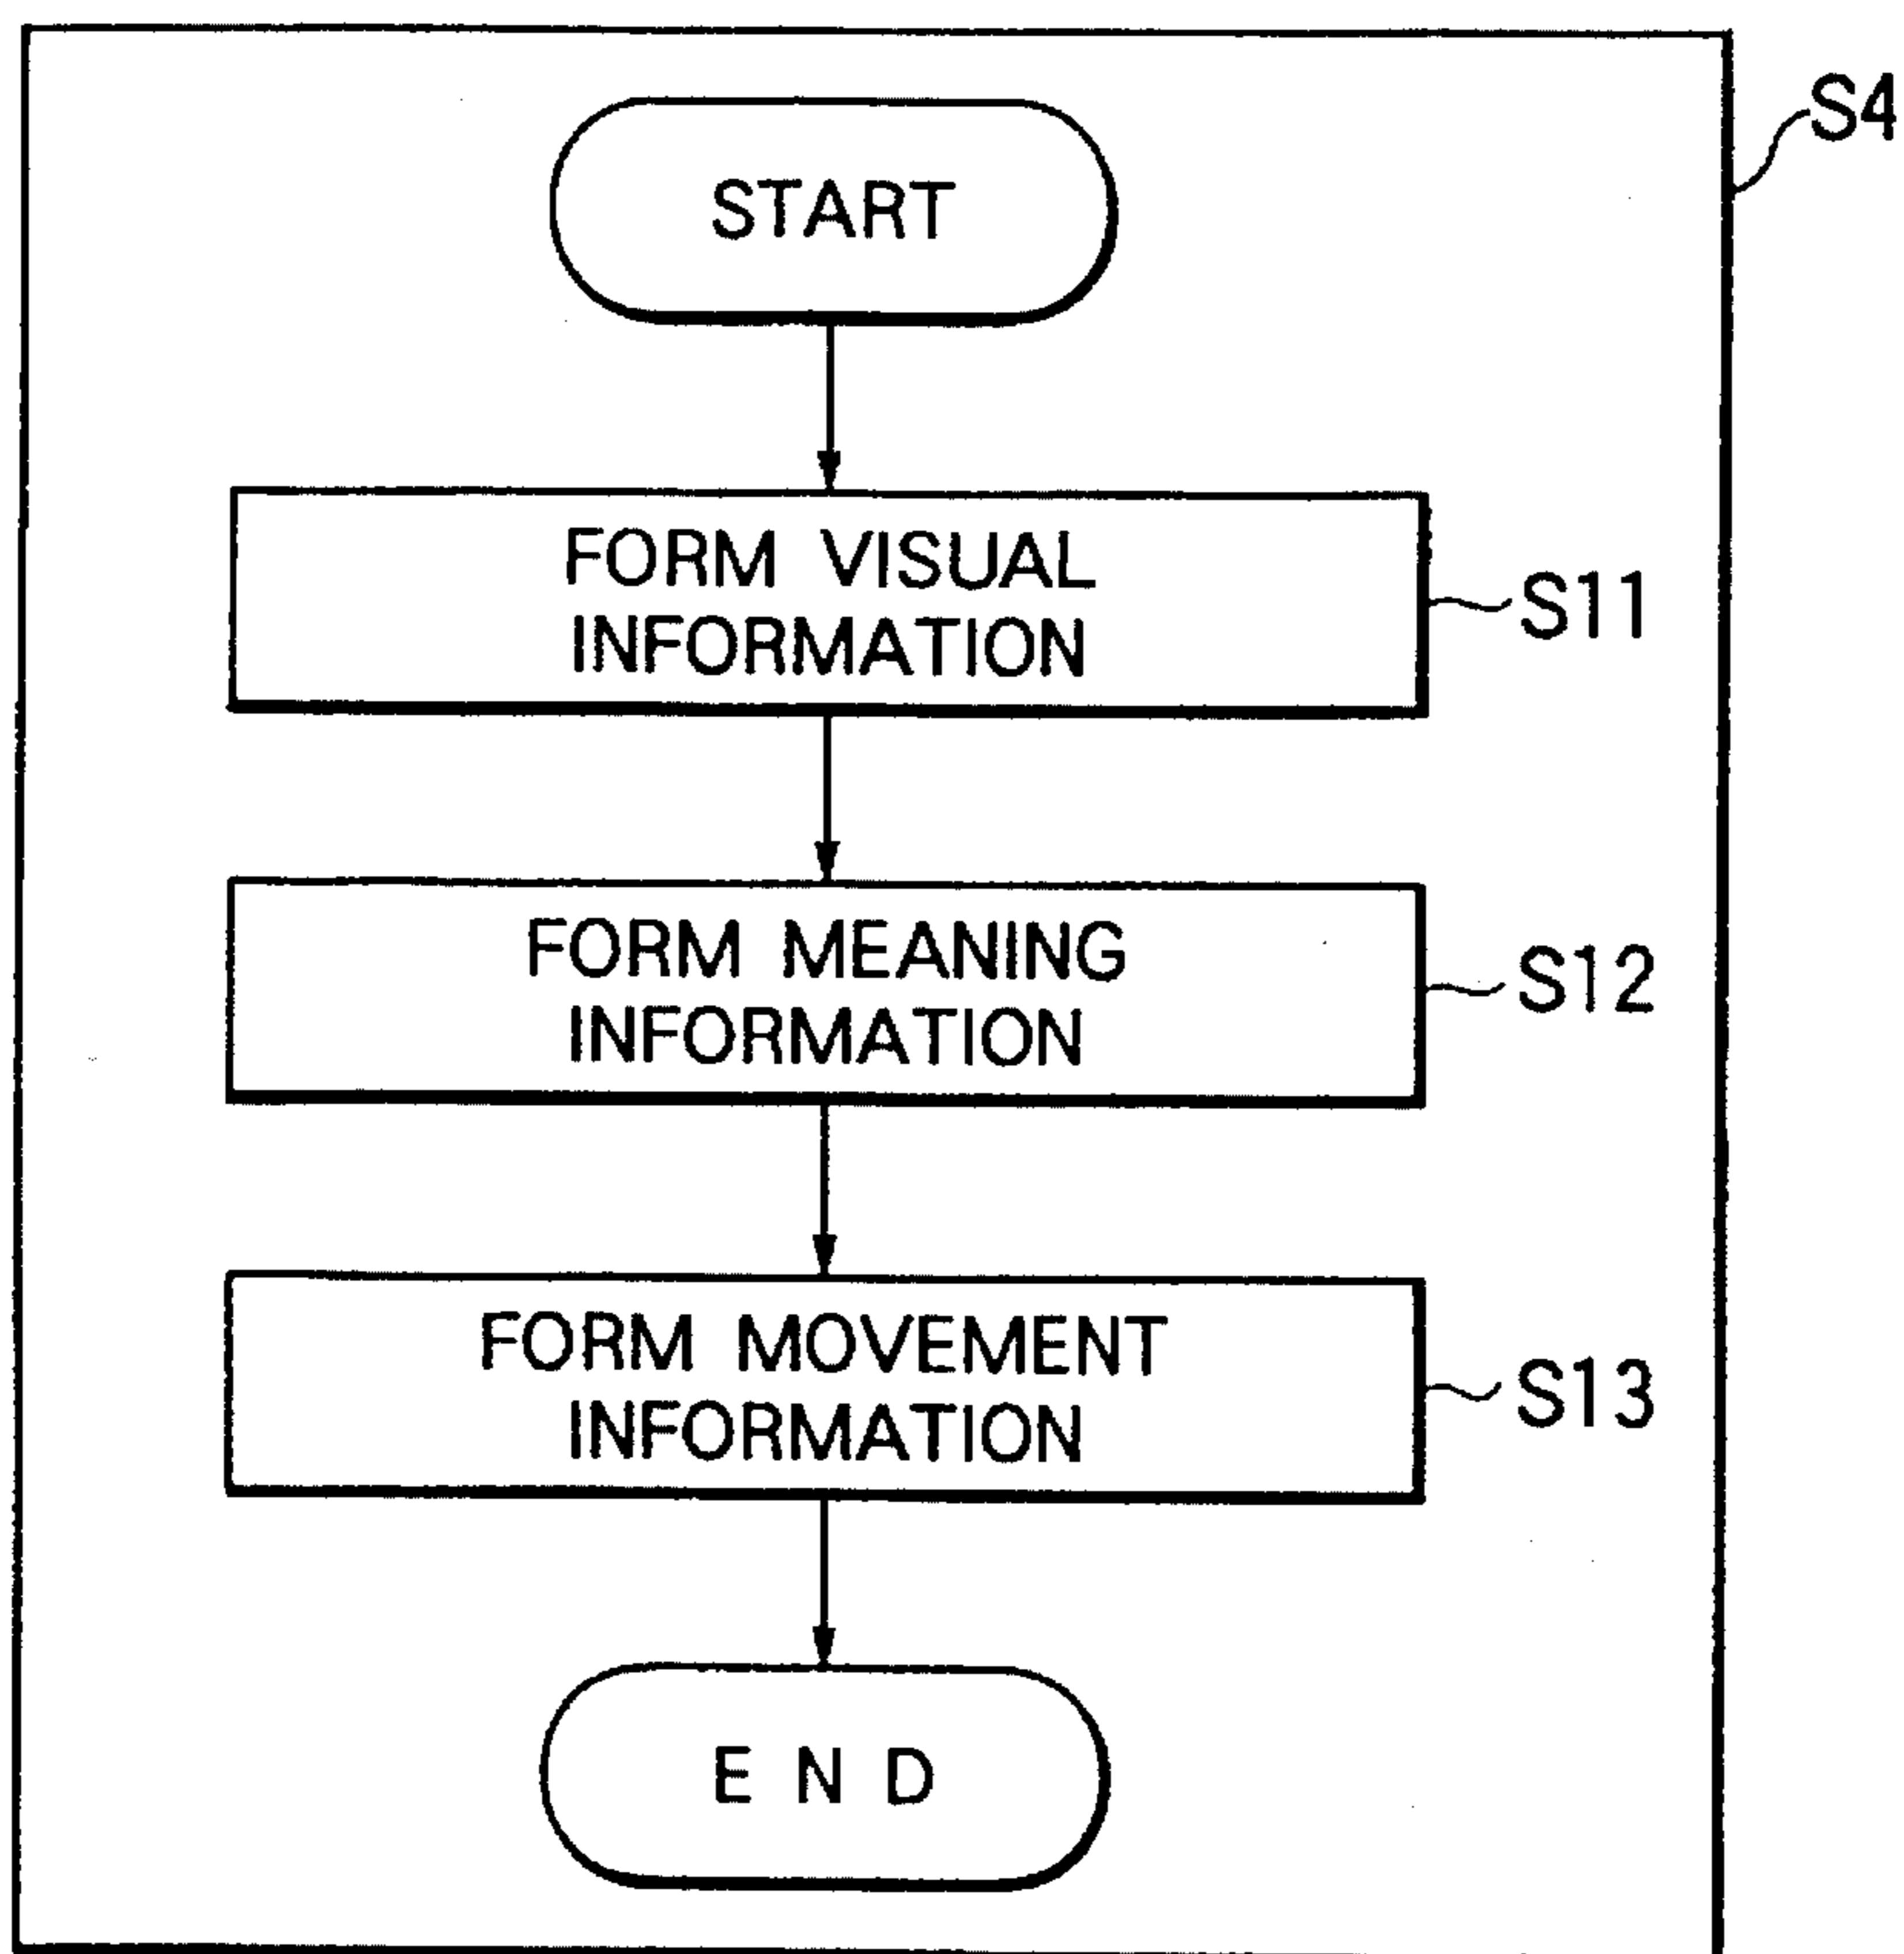 S4
START
FORM VISUAL
INFORMATION
S11
FORM MEANING
INFORMATION
S12
FORM MOVEMENT
INFORMATION
S13
E N D